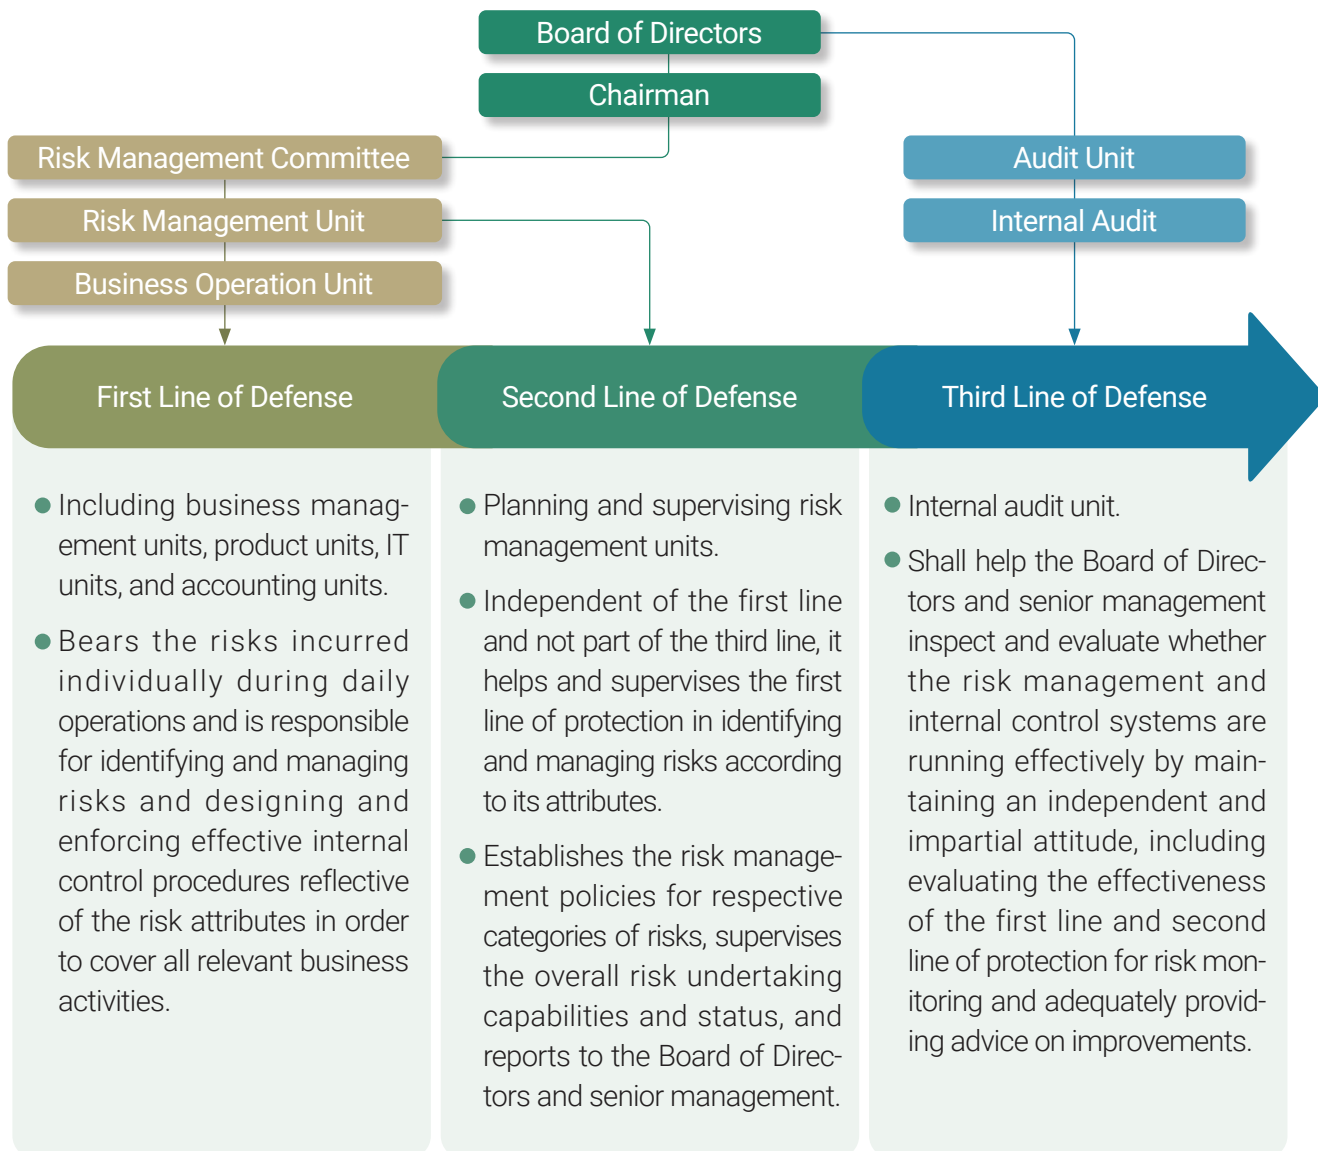 Board of Directors
Chairman
Risk Management Committee
Risk Management Unit
Business Operation Unit
Audit Unit
Internal Audit
First Line of Defense
Second Line of Defense
Third Line of Defense
Including business manag-
ement units, product units, IT
units, and accounting units.
Bears the risks incurred
individually during daily
operations and is responsible
for identifying and managing
risks and designing and
enforcing effective internal
control procedures reflective
of the risk attributes in order
to cover all relevant business
activities.
Planning and supervising risk
management units.
Independent of the first line
and not part of the third line, it
helps and supervises the first
line of protection in identifying
and managing risks according
to its attributes.
Establishes the risk manage-
ment policies for respective
categories of risks, supervises
the overall risk undertaking
capabilities and status, and
reports to the Board of Direc-
tors and senior management.
Internal audit unit.
Shall help the Board of Direc-
tors and senior management
inspect and evaluate whether
the risk management and
internal control systems are
running effectively by main-
taining an independent and
impartial attitude, including
evaluating the effectiveness
of the first line and second
line of protection for risk mon-
itoring and adequately provid-
ing advice on improvements.